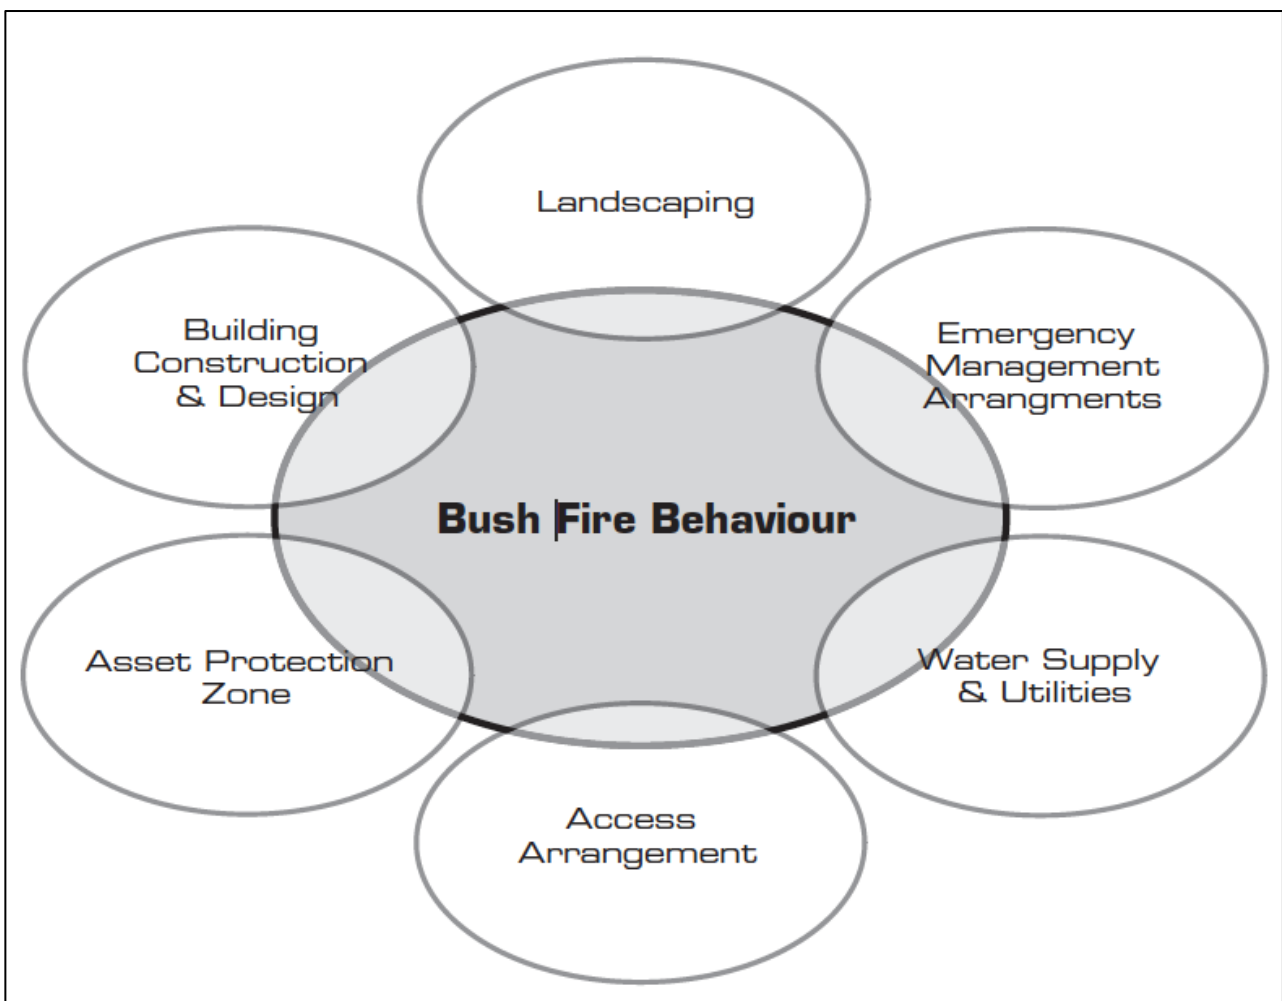 Landscaping
Building
Construction
& Design
Emergency
Management
Arrangments
Bush Fire Behaviour
Asset Protection
Zone
Water Supply
& Utilities
Access
Arrangement